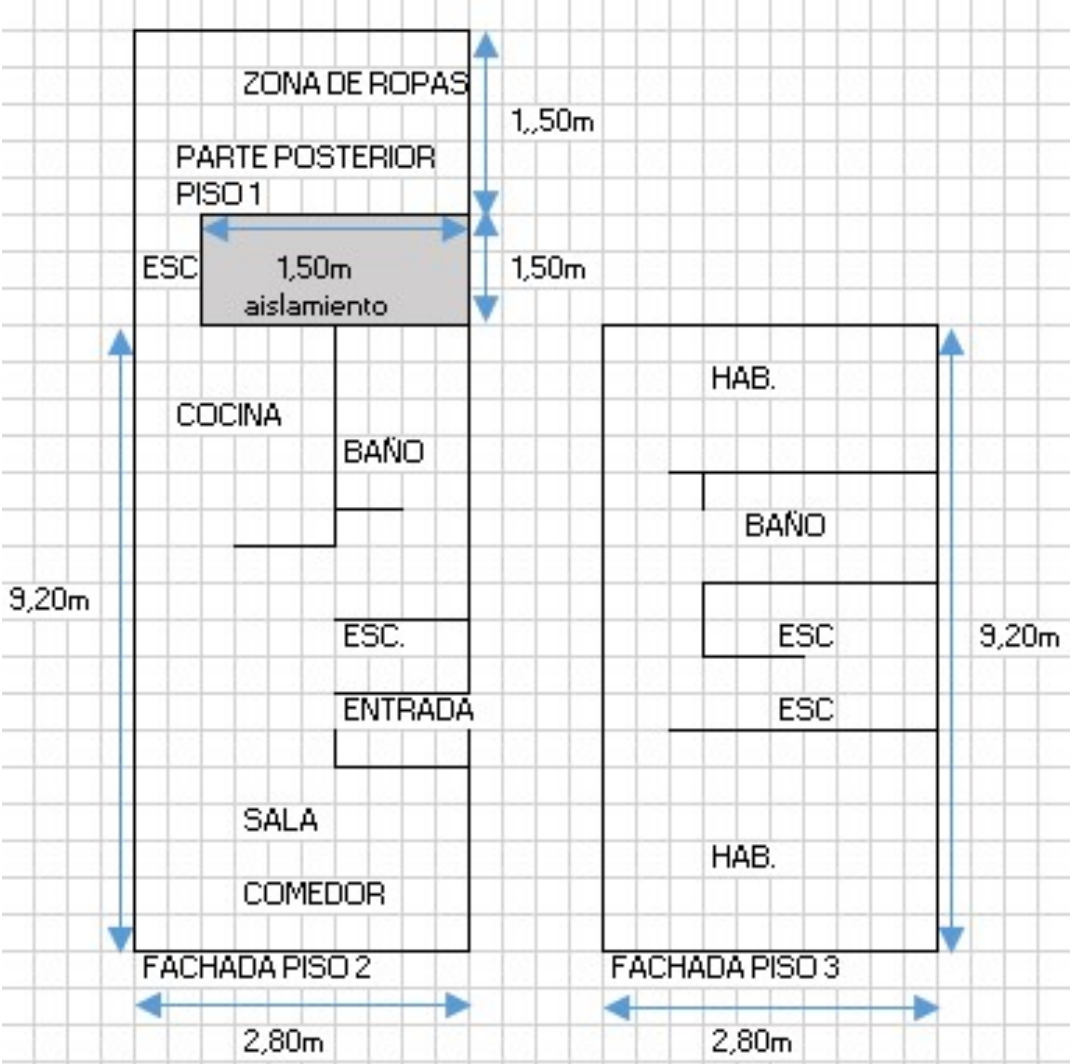 ZONA DE ROPAS
1,,50m
PARTE POSTERIOR
PISO 1
ESC
1,50m
aislamiento
1,50m
COCINA
BAÑO
9,20m
ESC.
ENTRADA
SALA
COMEDOR
FACHADA PISO 2
2,80m
HAB.
BAÑO
ESC
9,20m
ESC
HAB.
FACHADA PISO 3
2,80m